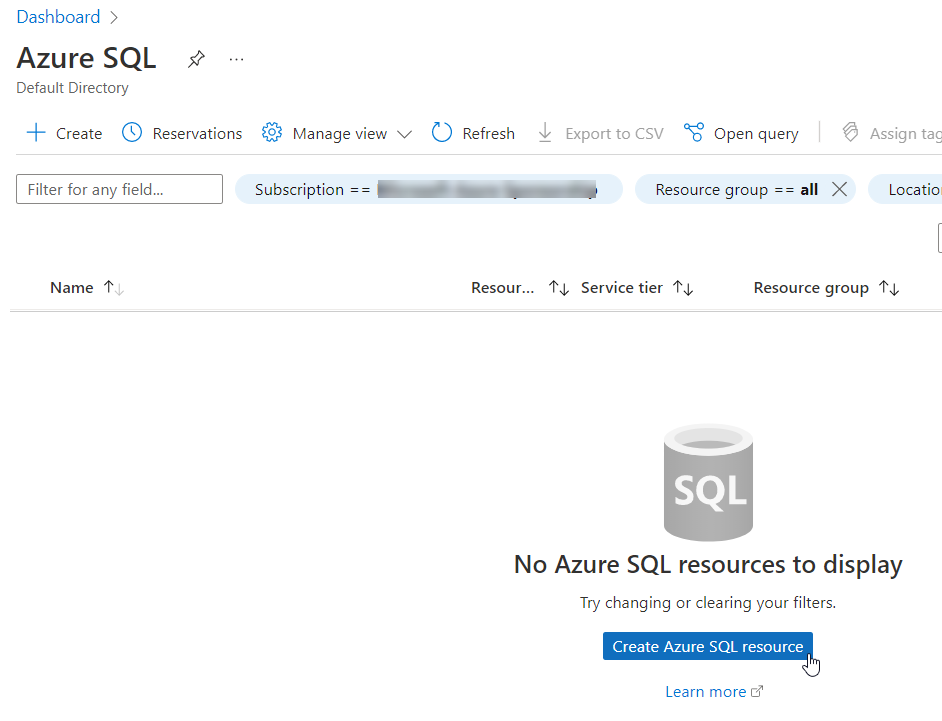 Dashboard
Azure SQL
Default Directory
Create Reservations Manage view Refresh Export to CSV Open query Assign tag
Filter for any field... Subscription == Resource group == all Locatio
Name Resour... Service tier Resource group
SQL
No Azure SQL resources to display
Try changing or clearing your filters.
Create Azure SQL resource
Learn more